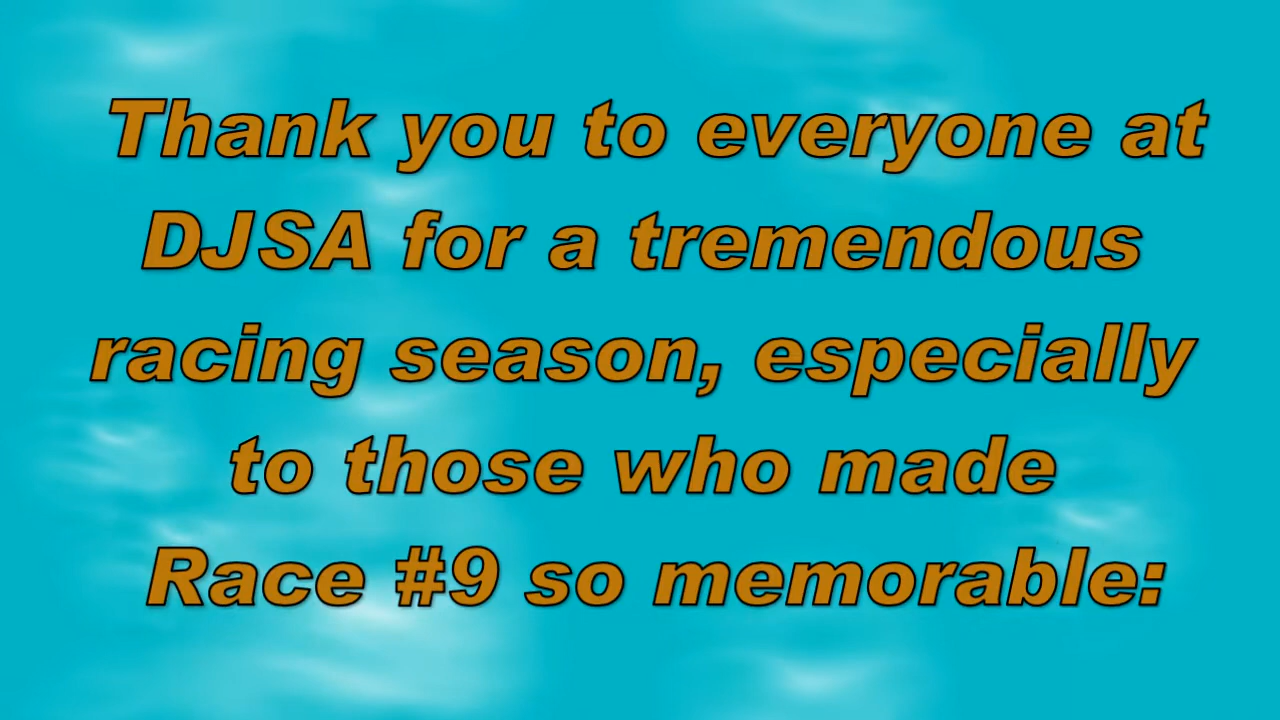 Thank you to everyone at
DJSA for a tremendous
racing season, especially
to those who made
Race #9 so memorable: